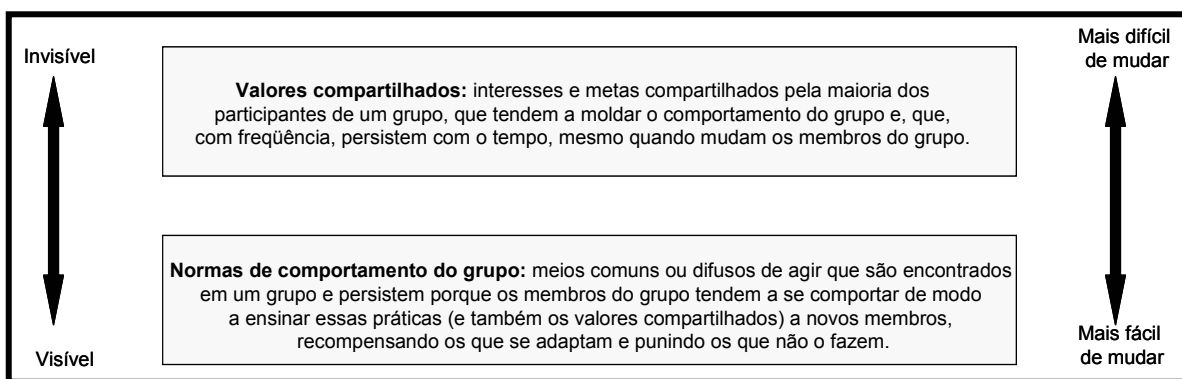 Invisível
Mais difícil
de mudar
Valores compartilhados: interesses e metas compartilhados pela maioria dos
participantes de um grupo, que tendem a moldar o comportamento do grupo e, que,
com freqüência, persistem com o tempo, mesmo quando mudam os membros do grupo.
Normas de comportamento do grupo: meios comuns ou difusos de agir que são encontrados
em um grupo e persistem porque os membros do grupo tendem a se comportar de modo
a ensinar essas práticas (e também os valores compartilhados) a novos membros,
recompensando os que se adaptam e punindo os que não o fazem.
Visível
Mais fácil
de mudar